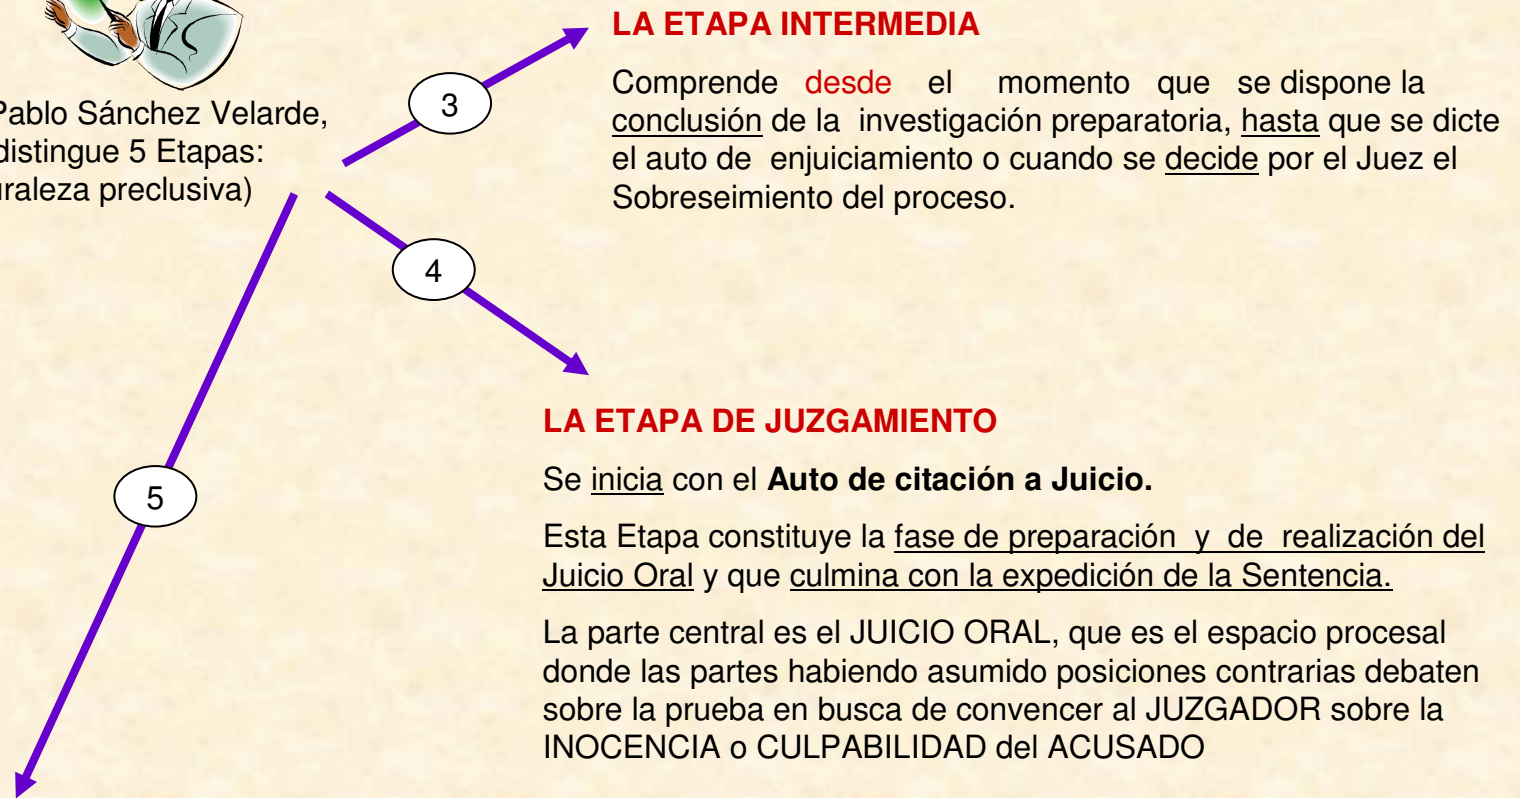 Pablo Sánchez Velarde,
distingue 5 Etapas:
raleza preclusiva)
3
LA ETAPA INTERMEDIA
Comprende desde el momento que se dispone la
conclusión de la investigación preparatoria, hasta que se dicte
el auto de enjuiciamiento o cuando se decide por el Juez el
Sobreseimiento del proceso.
4
LA ETAPA DE JUZGAMIENTO
Se inicia con el Auto de citación a Juicio.
Esta Etapa constituye la fase de preparación y de realización del
Juicio Oral y que culmina con la expedición de la Sentencia.
La parte central es el JUICIO ORAL, que es el espacio procesal
donde las partes habiendo asumido posiciones contrarias debaten
sobre la prueba en busca de convencer al JUZGADOR sobre la
INOCENCIA o CULPABILIDAD del ACUSADO
5